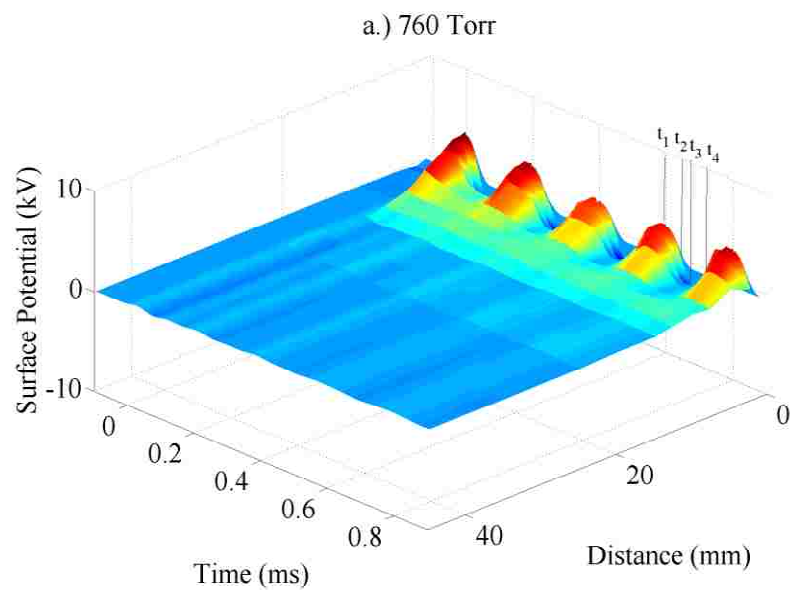 a.) 760 Torr
t1 t2 t3 t4
10
0
-10
Surface Potential (kV)
0
0.2
0.4
0.6
0.8
Time (ms)
0
20
40
Distance (mm)